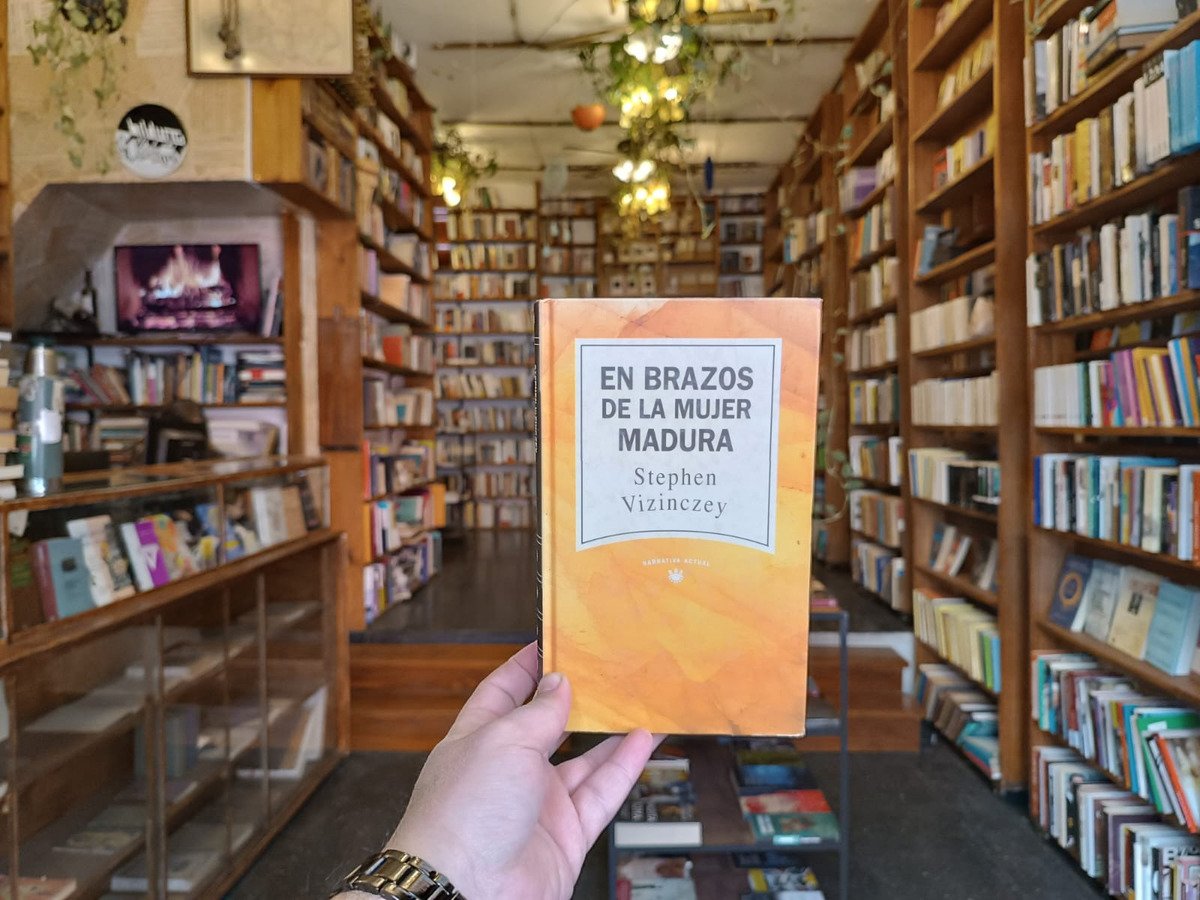 EN BRAZOS
DE LA MUJER
MADURA
Stephen
Vizinczey
NARRATIVA ACTUAL